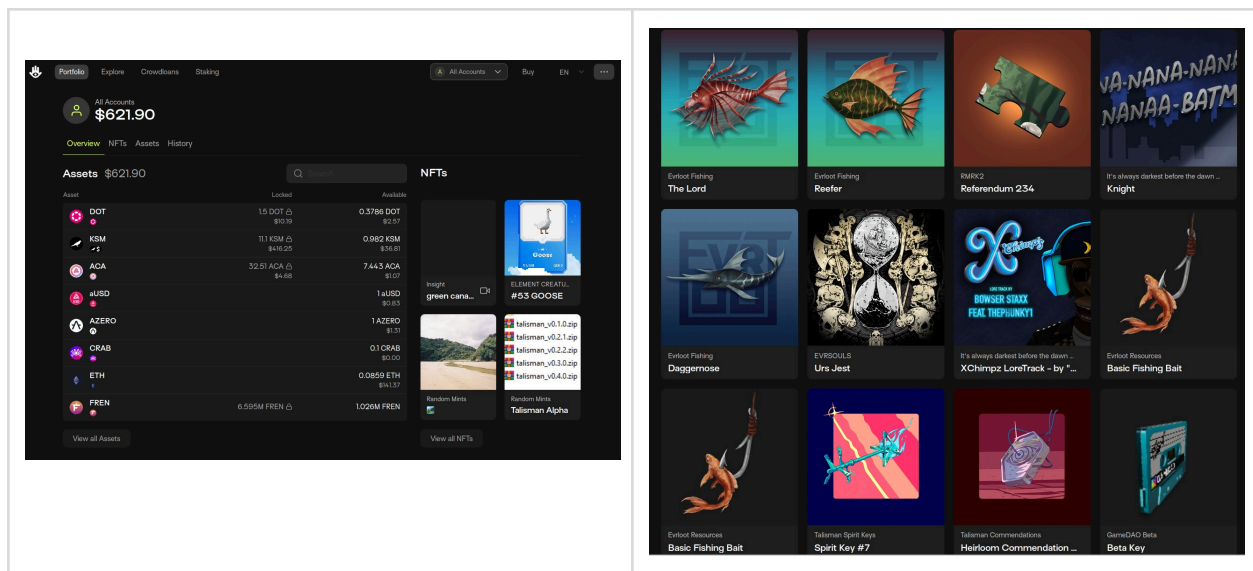 Portfolio Explore Crowdloans Staking All Accounts Buy EN
All Accounts
$621.90
Overview NFTs Assets History
Assets $621.90
Asset Locked Available
DOT 1.5 DOT 0.3786 DOT
$10.19 $2.57
KSM 11.1 KSM 0.982 KSM
$416.25 $36.81
ACA 32.51 ACA 7.443 ACA
$4.68 $1.07
aUSD 1 aUSD
$0.83
AZERO 1 AZERO
$1.31
CRAB 0.1 CRAB
$0.00
ETH 0.0859 ETH
$141.37
FREN 6.595M FREN 1.026M FREN
View all Assets
NFTs
Insight
green cana...
Goose
ELEMENT CREATU...
#53 GOOSE
Random Mints
talisman_v0.1.0.zip
talisman_v0.2.1.zip
talisman_v0.2.2.zip
talisman_v0.3.0.zip
talisman_v0.4.0.zip
Random Mints
Talisman Alpha
View all NFTs
Evrloot Fishing
The Lord
Evrloot Fishing
Reefer
RMRK2
Referendum 234
NA-NANA-NANA
NANAA-BATM
It's always darkest before the dawn ...
Knight
Evrloot Fishing
Daggernose
EVRSOULS
Urs Jest
XChimpz
LORE TRACK BY
BOWSER STAXX
FEAT. THEPHUNKY1
It's always darkest before the dawn ...
XChimpz LoreTrack - by "...
Evrloot Resources
Basic Fishing Bait
Evrloot Resources
Basic Fishing Bait
Talisman Spirit Keys
Spirit Key #7
Talisman Commendations
Heirloom Commendation ...
GameDAO Beta
Beta Key